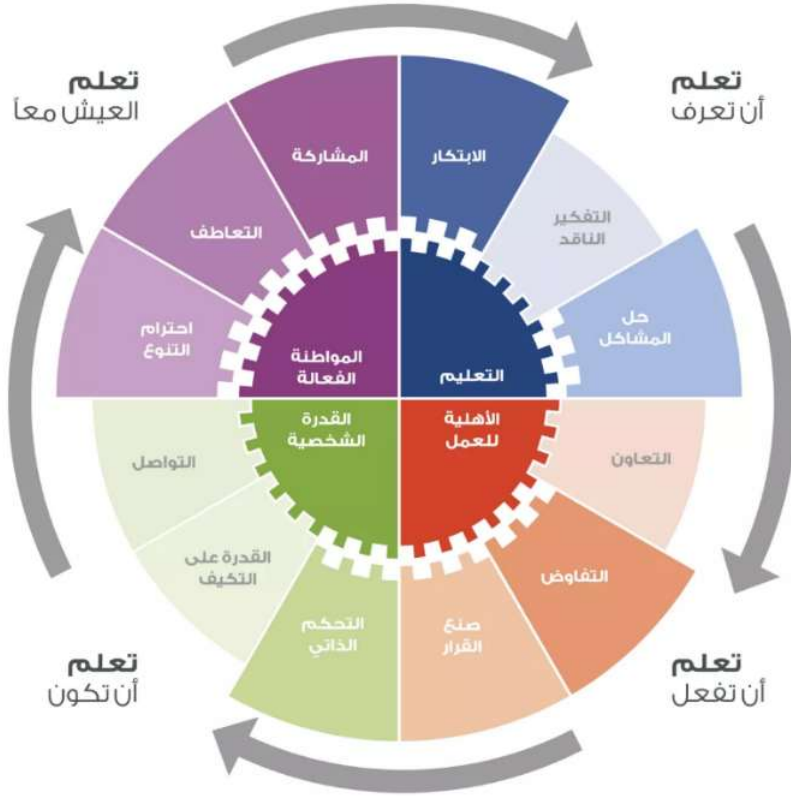 تعلم
أن تعرف
تعلم
العيش معاً
المشاركة
الابتكار
التعاطف
التفكير
الناقد
احترام
التنوع
حل
المشاكل
المواطنة
الفعالة
التعليم
القدرة
الشخصية
الأهلية
للعمل
التواصل
التعاون
القدرة على
التكيف
التفاوض
التحكم
الذاتي
صنع
القرار
تعلم
أن تفعل
تعلم
أن تكون